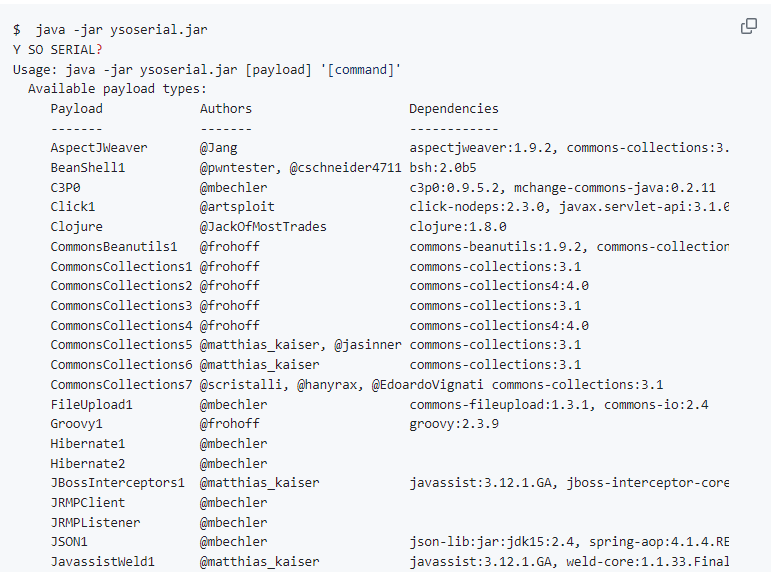 $ java -jar ysoserial.jar
Y SO SERIAL?
Usage: java -jar ysoserial.jar [payload] '[command]'
Available payload types:
Payload Authors Dependencies
------- ------- ------------
AspectJWeaver @Jang aspectjweaver:1.9.2, commons-collections:3.
BeanShell1 @pwntester, @cschneider4711 bsh:2.0b5
C3P0 @mbechler c3p0:0.9.5.2, mchange-commons-java:0.2.11
Click1 @artsploit click-nodeps:2.3.0, javax.servlet-api:3.1.0
Clojure @JackOfMostTrades clojure:1.8.0
CommonsBeanutils1 @frohoff commons-beanutils:1.9.2, commons-collection
CommonsCollections1 @frohoff commons-collections:3.1
CommonsCollections2 @frohoff commons-collections4:4.0
CommonsCollections3 @frohoff commons-collections:3.1
CommonsCollections4 @frohoff commons-collections4:4.0
CommonsCollections5 @matthias_kaiser, @jasinner commons-collections:3.1
CommonsCollections6 @matthias_kaiser commons-collections:3.1
CommonsCollections7 @scristalli, @hanyrax, @EdoardoVignati commons-collections:3.1
FileUpload1 @mbechler commons-fileupload:1.3.1, commons-io:2.4
Groovy1 @frohoff groovy:2.3.9
Hibernate1 @mbechler
Hibernate2 @mbechler
JBossInterceptors1 @matthias_kaiser javassist:3.12.1.GA, jboss-interceptor-core
JRMPClient @mbechler
JRMPListener @mbechler
JSON1 @mbechler json-lib:jar:jdk15:2.4, spring-aop:4.1.4.RE
JavassistWeld1 @matthias_kaiser javassist:3.12.1.GA, weld-core:1.1.33.Final